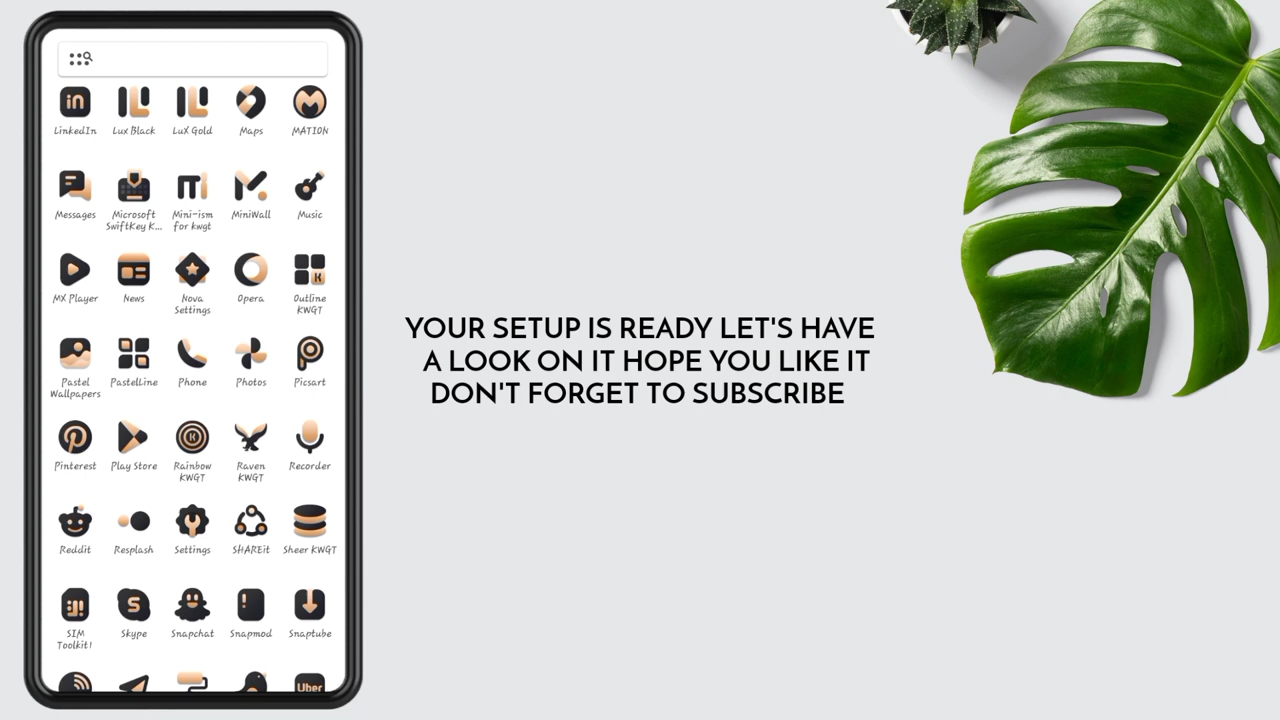 LinkedIn Lux Black LuX Gold Maps MATION
Messages Microsoft SwiftKey K... Mini-ism for kwgt MiniWall Music
MX Player News Nova Settings Opera Outline KWGT
Pastel Wallpapers PastelLine Phone Photos Picsart
Pinterest Play Store Rainbow KWGT Raven KWGT Recorder
Reddit Resplash Settings SHAREit Sheer KWGT
SIM Toolkit1 Skype Snapchat Snapmod Snaptube
Uber
YOUR SETUP IS READY LET'S HAVE
A LOOK ON IT HOPE YOU LIKE IT
DON'T FORGET TO SUBSCRIBE